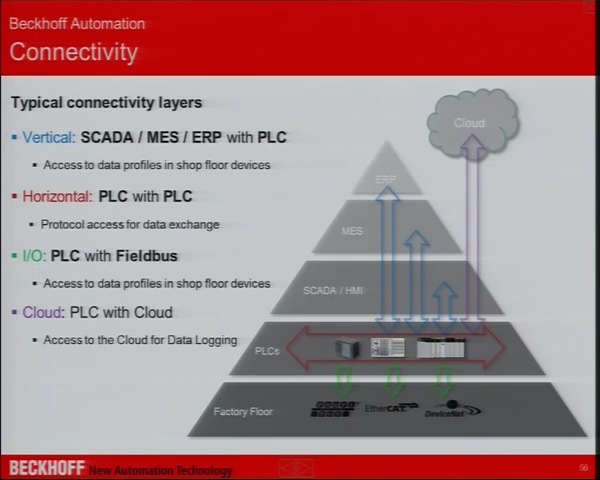 Beckhoff Automation
Connectivity
Typical connectivity layers
Vertical: SCADA / MES / ERP with PLC
Access to data profiles in shop floor devices
Horizontal: PLC with PLC
Protocol access for data exchange
I/O: PLC with Fieldbus
Access to data profiles in shop floor devices
Cloud: PLC with Cloud
Access to the Cloud for Data Logging
Cloud
ERP
MES
SCADA / HMI
PLCs
Factory Floor
EtherCAT
DeviceNet
BECKHOFF New Automation Technology
56